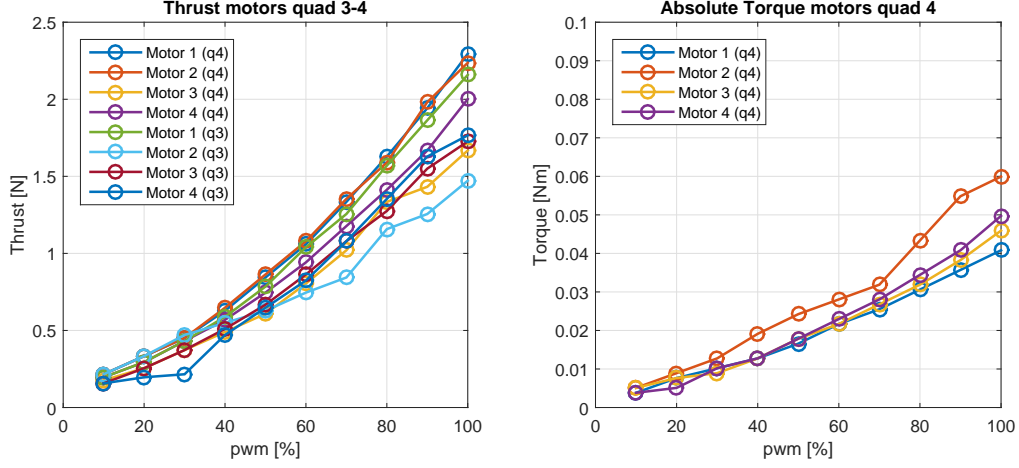 Thrust motors quad 3-4
2.5
2
1.5
1
0.5
0
Thrust [N]
Motor 1 (q4)
Motor 2 (q4)
Motor 3 (q4)
Motor 4 (q4)
Motor 1 (q3)
Motor 2 (q3)
Motor 3 (q3)
Motor 4 (q3)
0 20 40 60 80 100
pwm [%]
Absolute Torque motors quad 4
0.1
0.09
0.08
0.07
0.06
0.05
0.04
0.03
0.02
0.01
0
Torque [Nm]
Motor 1 (q4)
Motor 2 (q4)
Motor 3 (q4)
Motor 4 (q4)
0 20 40 60 80 100
pwm [%]